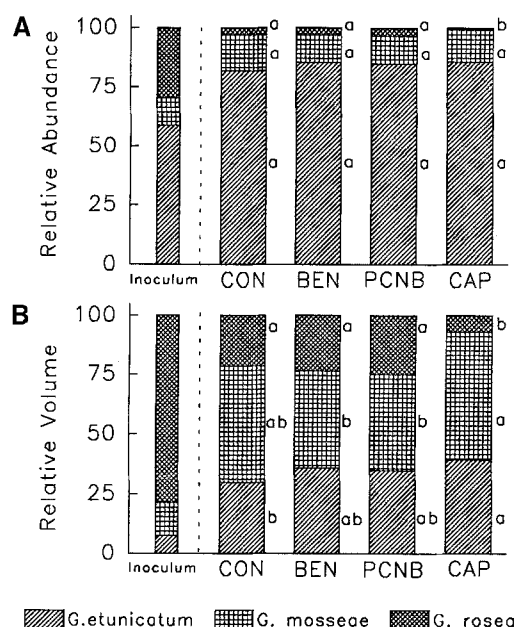 A
Relative Abundance
100
75
50
25
0
a a a b
a a a a
a a a a
Inoculum CON BEN PCNB CAP
B
Relative Volume
100
75
50
25
0
a a a b
ab b b a
b ab ab a
Inoculum CON BEN PCNB CAP
G.etunicatum G. mosseae G. rosea